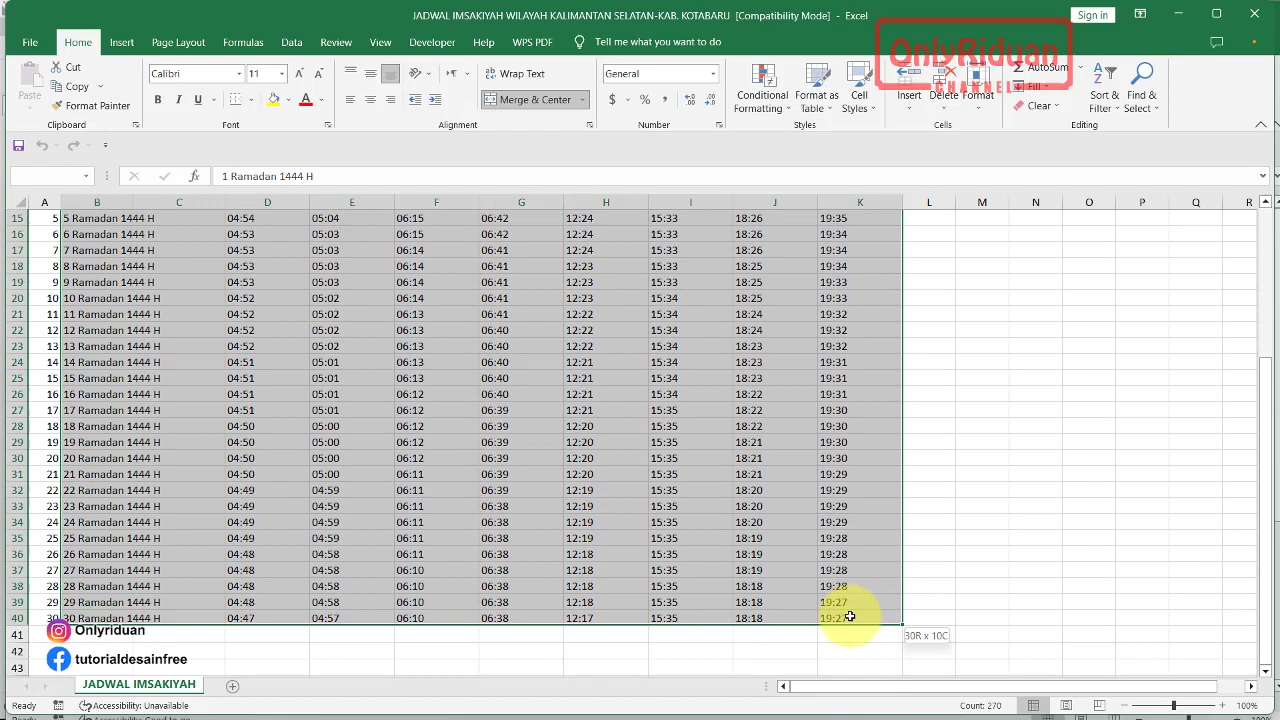 JADWAL IMSAKIYAH WILAYAH KALIMANTAN SELATAN-KAB. KOTABARU [Compatibility Mode] - Excel
Sign in
File Home Insert Page Layout Formulas Data Review View Developer Help WPS PDF Tell me what you want to do
OnlyRiduan
CHANNEL
Paste Cut Copy Format Painter
Calibri 11
B I U
Wrap Text
Merge & Center
General
$ %
Conditional Formatting
Format as Table
Cell Styles
Insert Delete Format
AutoSum
Fill
Clear
Sort & Filter
Find & Select
Clipboard Font Alignment Number Styles Cells Editing
fx 1 Ramadan 1444 H
A B C D E F G H I J K L M N O P Q R
15 5 5 Ramadan 1444 H 04:54 05:04 06:15 06:42 12:24 15:33 18:26 19:35
16 6 6 Ramadan 1444 H 04:53 05:03 06:15 06:42 12:24 15:33 18:26 19:34
17 7 7 Ramadan 1444 H 04:53 05:03 06:14 06:41 12:24 15:33 18:26 19:34
18 8 8 Ramadan 1444 H 04:53 05:03 06:14 06:41 12:23 15:33 18:25 19:34
19 9 9 Ramadan 1444 H 04:53 05:03 06:14 06:41 12:23 15:33 18:25 19:33
20 10 10 Ramadan 1444 H 04:52 05:02 06:14 06:41 12:23 15:34 18:25 19:33
21 11 11 Ramadan 1444 H 04:52 05:02 06:13 06:41 12:22 15:34 18:24 19:32
22 12 12 Ramadan 1444 H 04:52 05:02 06:13 06:40 12:22 15:34 18:24 19:32
23 13 13 Ramadan 1444 H 04:52 05:02 06:13 06:40 12:22 15:34 18:23 19:32
24 14 14 Ramadan 1444 H 04:51 05:01 06:13 06:40 12:21 15:34 18:23 19:31
25 15 15 Ramadan 1444 H 04:51 05:01 06:13 06:40 12:21 15:34 18:23 19:31
26 16 16 Ramadan 1444 H 04:51 05:01 06:12 06:40 12:21 15:34 18:22 19:31
27 17 17 Ramadan 1444 H 04:51 05:01 06:12 06:39 12:21 15:35 18:22 19:30
28 18 18 Ramadan 1444 H 04:50 05:00 06:12 06:39 12:20 15:35 18:22 19:30
29 19 19 Ramadan 1444 H 04:50 05:00 06:12 06:39 12:20 15:35 18:21 19:30
30 20 20 Ramadan 1444 H 04:50 05:00 06:12 06:39 12:20 15:35 18:21 19:30
31 21 21 Ramadan 1444 H 04:50 05:00 06:11 06:39 12:20 15:35 18:21 19:29
32 22 22 Ramadan 1444 H 04:49 04:59 06:11 06:39 12:19 15:35 18:20 19:29
33 23 23 Ramadan 1444 H 04:49 04:59 06:11 06:38 12:19 15:35 18:20 19:29
34 24 24 Ramadan 1444 H 04:49 04:59 06:11 06:38 12:19 15:35 18:20 19:29
35 25 25 Ramadan 1444 H 04:49 04:59 06:11 06:38 12:19 15:35 18:19 19:28
36 26 26 Ramadan 1444 H 04:48 04:58 06:11 06:38 12:18 15:35 18:19 19:28
37 27 27 Ramadan 1444 H 04:48 04:58 06:10 06:38 12:18 15:35 18:19 19:28
38 28 28 Ramadan 1444 H 04:48 04:58 06:10 06:38 12:18 15:35 18:18 19:28
39 29 29 Ramadan 1444 H 04:48 04:58 06:10 06:38 12:18 15:35 18:18 19:27
40 30 30 Ramadan 1444 H 04:47 04:57 06:10 06:38 12:17 15:35 18:18 19:27
41 Onlyriduan 30R x 10C
42
43 tutorialdesainfree
JADWAL IMSAKIYAH
Ready Accessibility: Unavailable Count: 270 100%